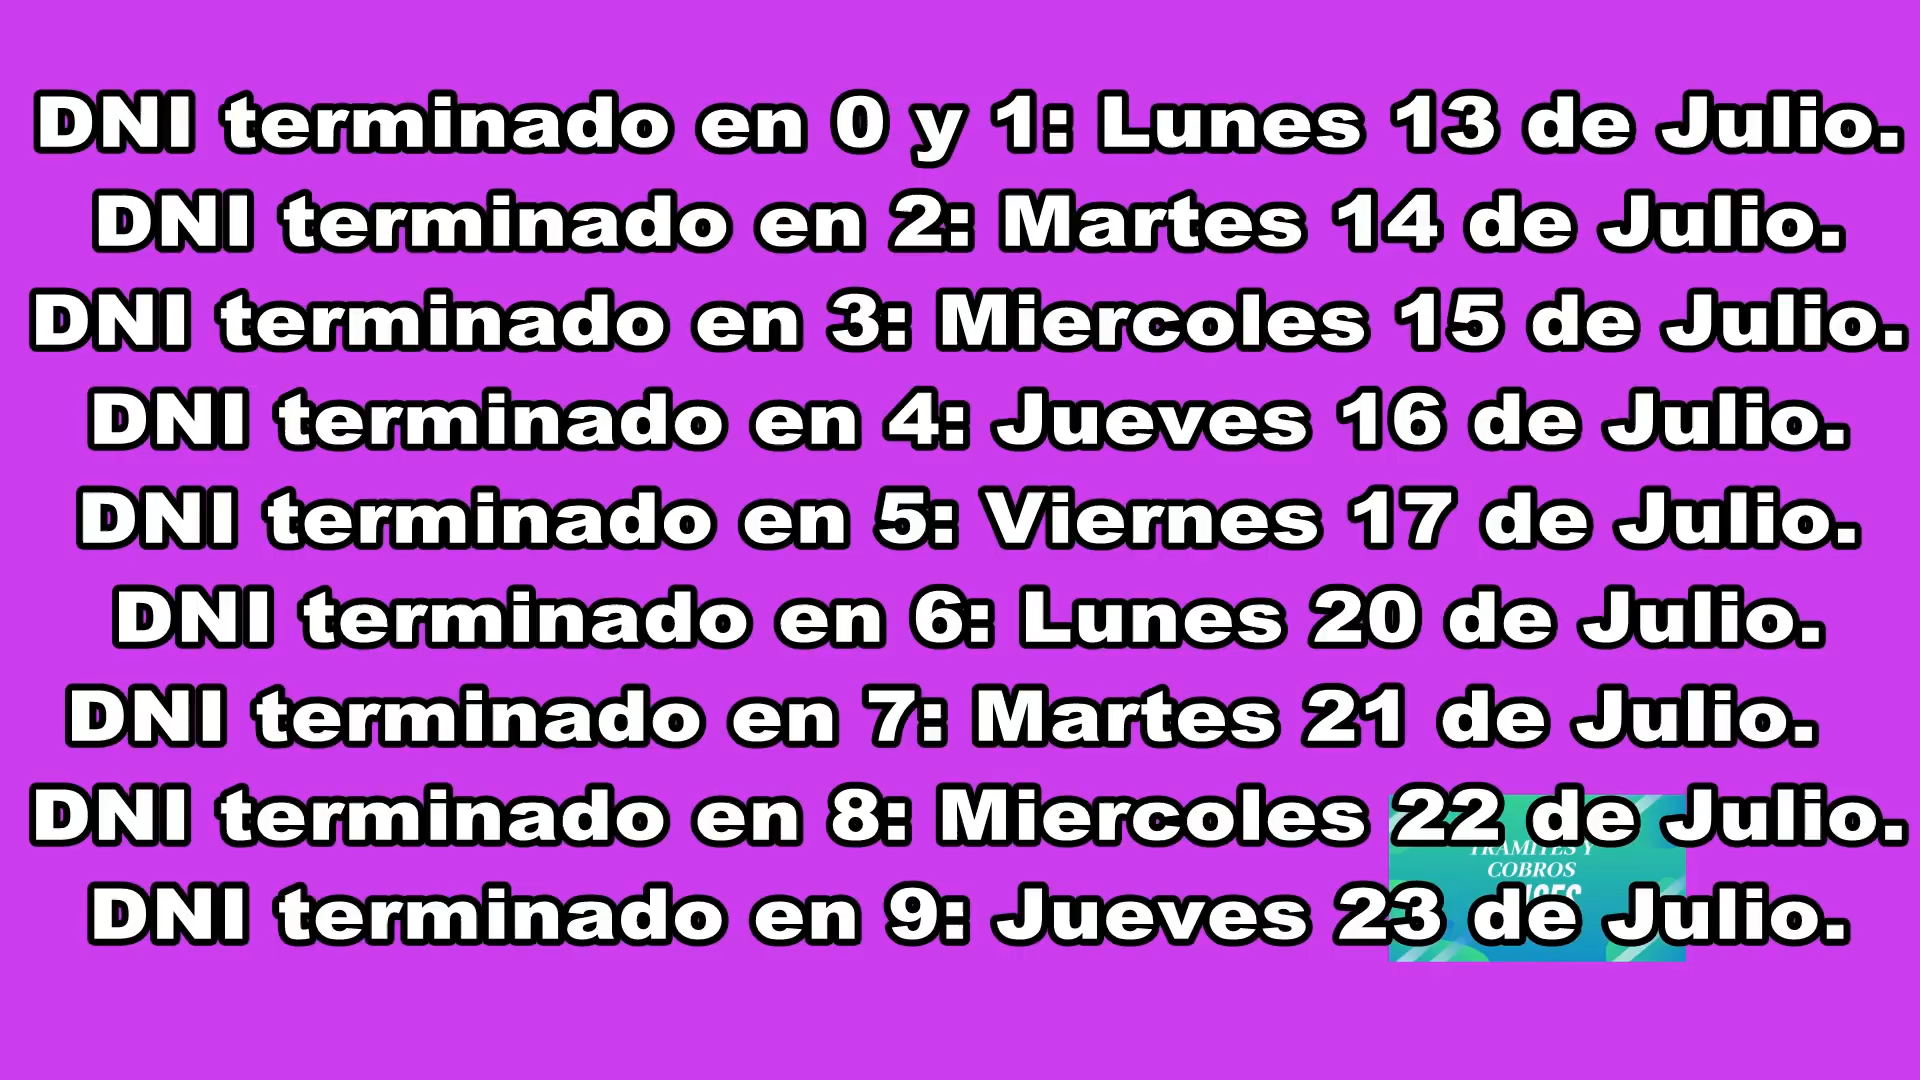 DNI terminado en 0 y 1: Lunes 13 de Julio.
DNI terminado en 2: Martes 14 de Julio.
DNI terminado en 3: Miercoles 15 de Julio.
DNI terminado en 4: Jueves 16 de Julio.
DNI terminado en 5: Viernes 17 de Julio.
DNI terminado en 6: Lunes 20 de Julio.
DNI terminado en 7: Martes 21 de Julio.
DNI terminado en 8: Miercoles 22 de Julio.
TRAMITES Y
COBROS
DNI terminado en 9: Jueves 23 de Julio.